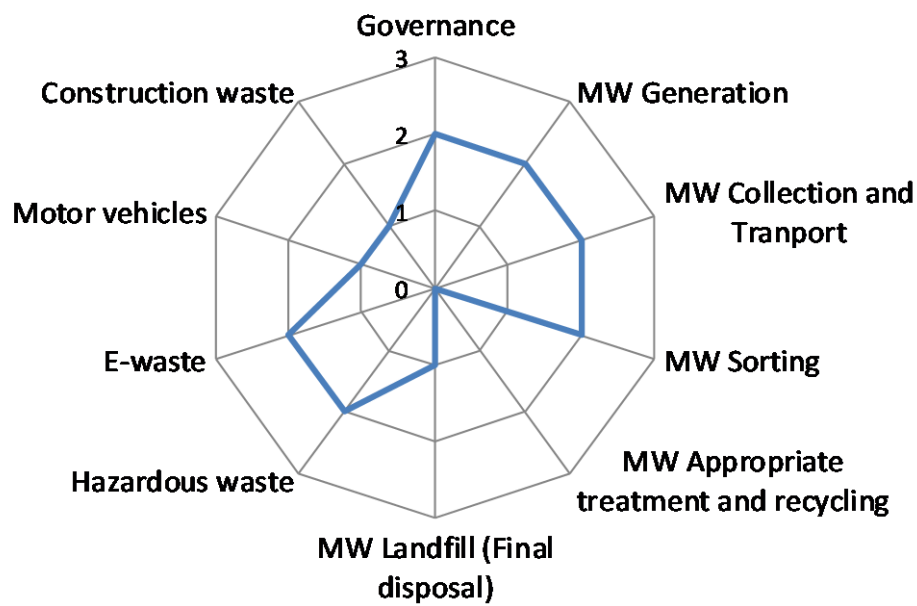 Governance
3
Construction waste
MW Generation
2
Motor vehicles
1
MW Collection and
Tranport
0
E-waste
MW Sorting
Hazardous waste
MW Appropriate
treatment and recycling
MW Landfill (Final
disposal)